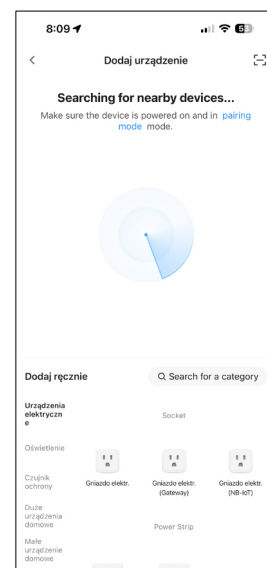 8:09
53
Dodaj urządzenie
Searching for nearby devices...
Make sure the device is powered on and in pairing
mode mode.
Dodaj ręcznie
Search for a category
Urządzenia
elektryczn
e
Socket
Oświetlenie
Gniazdo elektr.
Gniazdo elektr.
(Gateway)
Gniazdo elektr.
(NB-IoT)
Czujnik
ochrony
Duże
urządzenia
domowe
Power Strip
Małe
urządzenie
domowe